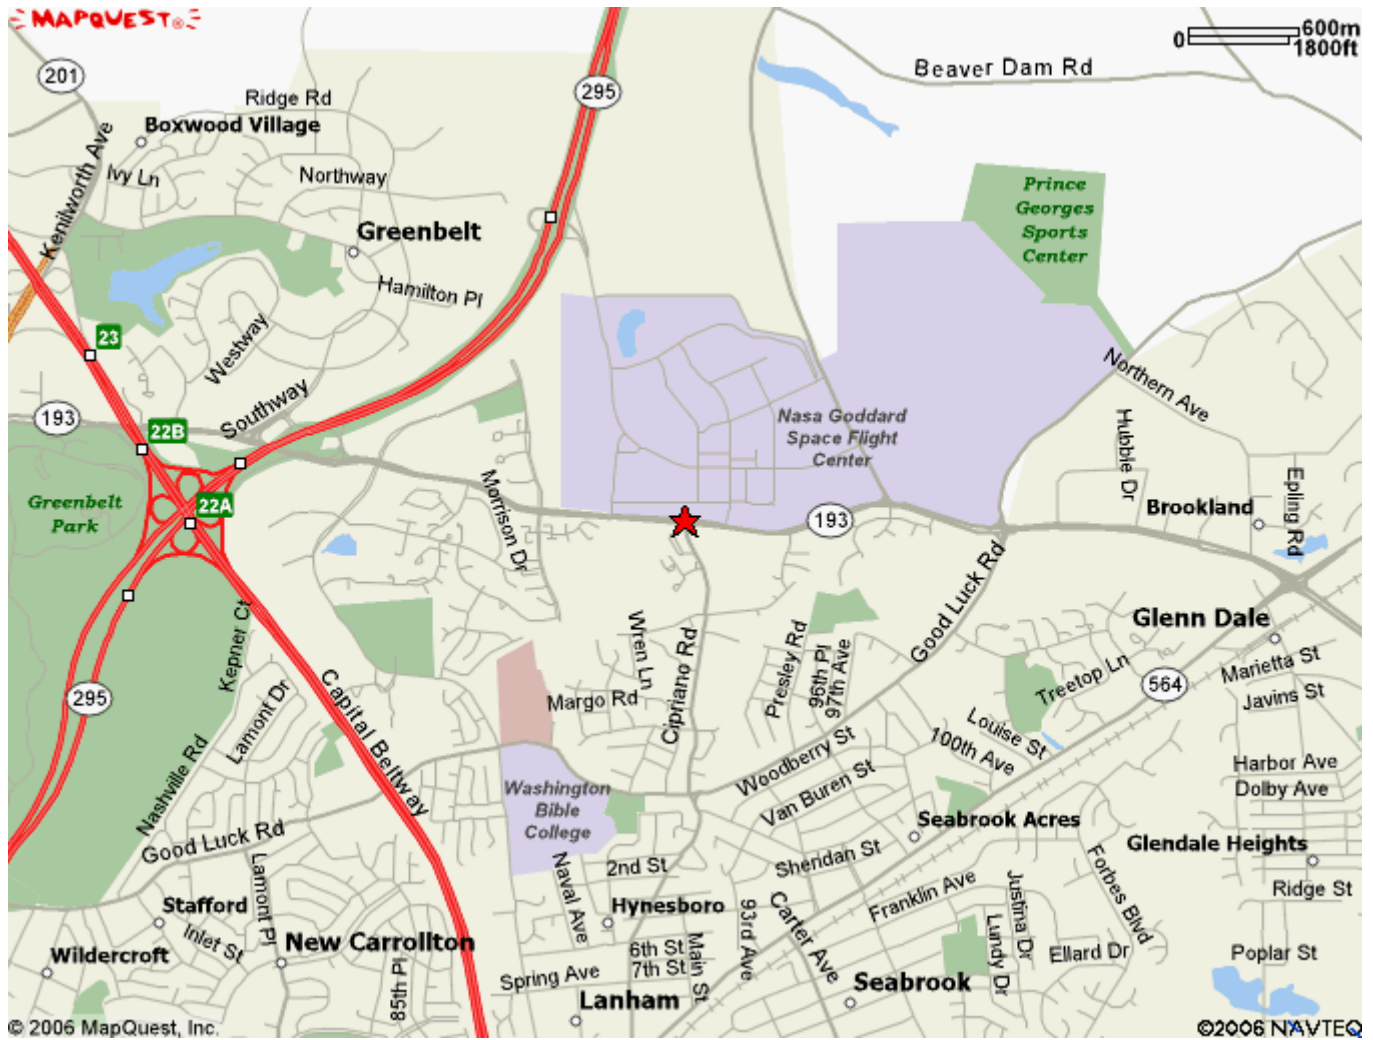 MAPQUEST®
600m
0
1800ft
Beaver Dam Rd
201
295
Ridge Rd
Boxwood Village
Kenilworth Ave
Ivy Ln
Northway
Prince
Georges
Sports
Center
Greenbelt
Hamilton Pl
23
Westway
Northern Ave
Southway
193
22B
Nasa Goddard
Space Flight
Center
Hubble Dr
Morrison Dr
Epling Rd
Greenbelt
Park
22A
193
Brookland
Good Luck Rd
Kepner Ct
Wren Ln
Cipriano Rd
Presley Rd
96th Pl
97th Ave
Glenn Dale
Treetop Ln
Marietta St
564
Javins St
295
Lamont Dr
Capital Beltway
Margo Rd
Louise St
100th Ave
Nashville Rd
Woodberry St
Harbor Ave
Washington
Bible
College
Van Buren St
Dolby Ave
Good Luck Rd
Seabrook Acres
Glendale Heights
Sheridan St
2nd St
Lamont Pl
Naval Ave
Forbes Blvd
Franklin Ave
Justina Dr
Ridge St
Stafford
Hynesboro
93rd Ave
Carter Ave
Lundy Dr
Inlet St
New Carrollton
6th St
Main St
Ellard Dr
Poplar St
Wildercroft
85th Pl
7th St
Spring Ave
Seabrook
Lanham
© 2006 MapQuest, Inc.
©2006 NAVTEQ